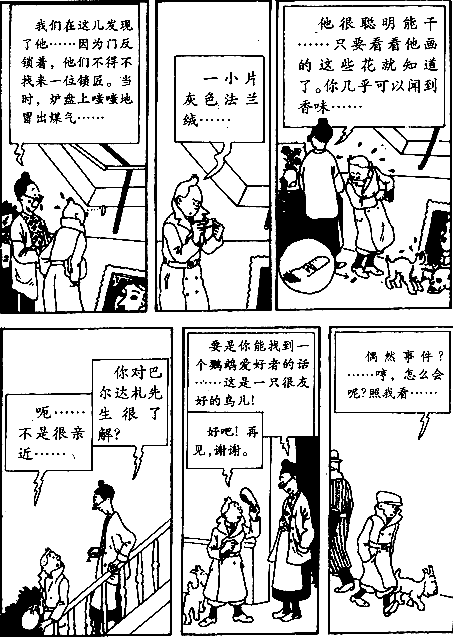 我们在这儿发现
了他……因为门反
锁着，他们不得不
找来一位锁匠。当
时，炉盘上嗤嗤地
冒出煤气……
一小片
灰色法兰
绒……
他很聪明能干
……只要看看他画
的这些花就知道
了。你几乎可以闻到
香味……
你对巴
尔达札先
生很了
解？
呃……
不是很亲
近……
要是你能找到一
个鹦鹉爱好者的话
……这是一只很友
好的鸟儿！
好吧！再
见，谢谢。
偶然事件？
……哼，怎么会
呢？照我看……